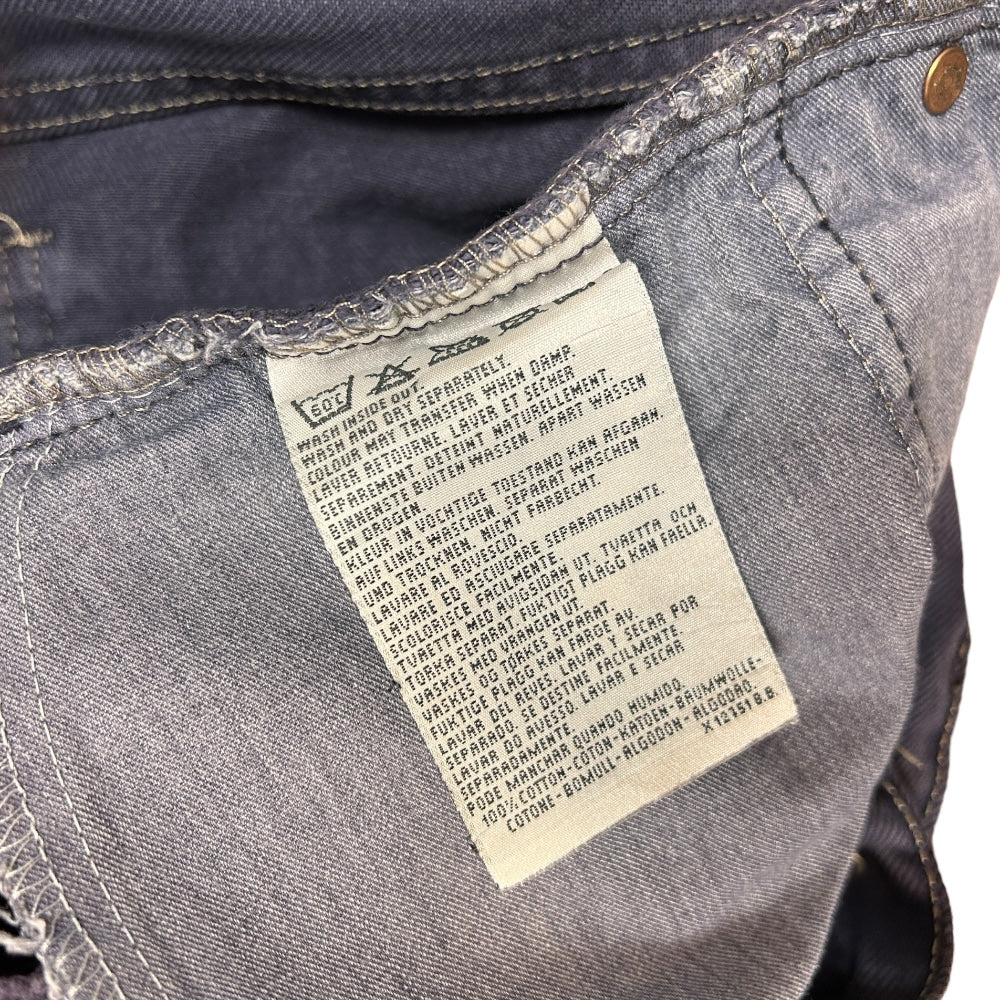 60°C
WASH INSIDE OUT.
WASH AND DRY SEPARATELY.
COLOUR MAY TRANSFER WHEN DAMP.
LAVER RETOURNE. LAVER ET SECHER
SEPAREMENT. DETEINT NATURELLEMENT.
BINNENSTE BUITEN WASSEN. APART WASSEN
EN DROGEN.
KLEUR IN VOCHTIGE TOESTAND KAN AFGAAN.
AUF LINKS WASCHEN. SEPARAT WASCHEN
UND TROCKNEN. NICHT FARBECHT.
LAVARE AL ROVESCIO.
LAVARE ED ASCIUGARE SEPARATAMENTE.
SCOLORISCE FACILMENTE.
TVAETTA MED AVIGSIDAN UT. TVAETTA OCH
TORKA SEPARAT FUKTIGT PLAGG KAN FAELLA.
VASKES MED VRANGEN UT.
VASKES OG TORKES SEPARAT.
FUKTIGE PLAGG KAN FARGE AV.
LAVAR DEL REVES. LAVAR Y SECAR POR
SEPARADO. SE DESTINE FACILMENTE
LAVAR DO AVESSO. LAVAR E SECAR
SEPARADAMENTE.
PODE MANCHAR QUANDO HUMIDO.
100% COTTON-COTON-KATOEN-BAUMWOLLE-
COTONE-BOMULL-ALGODON-ALGODAO.
X 12151 B.B.